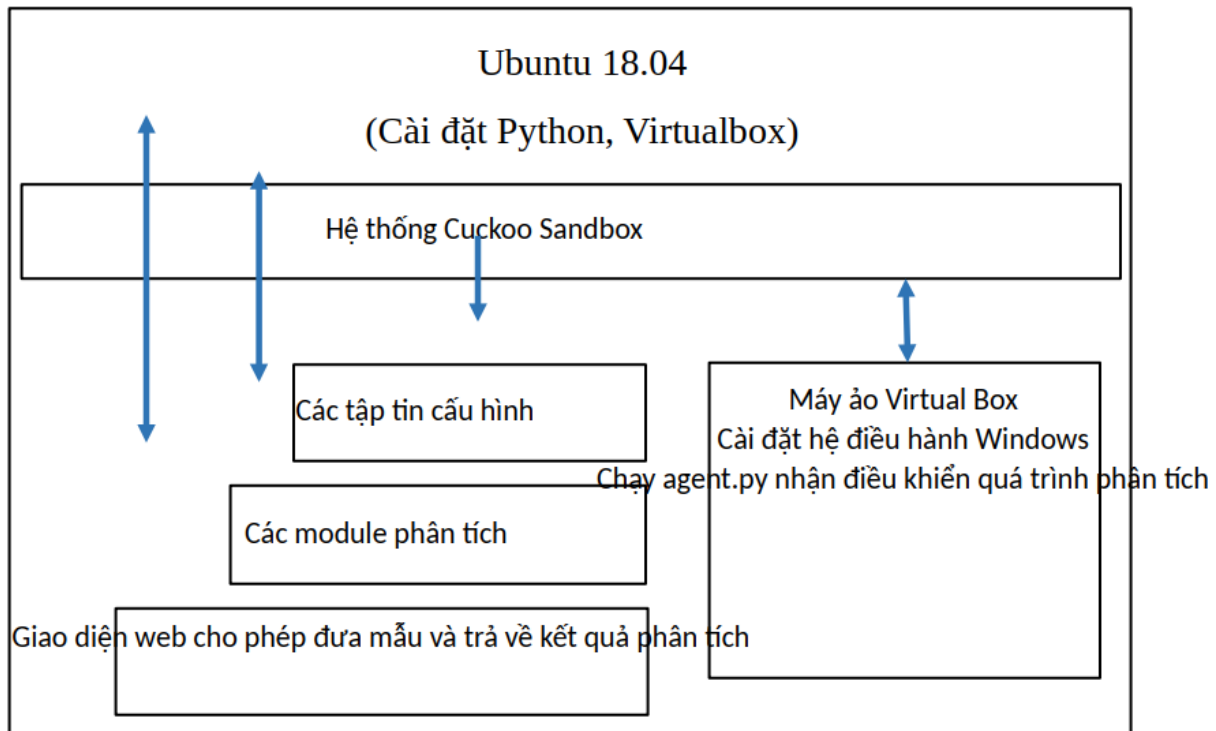 Ubuntu 18.04
(Cài đặt Python, Virtualbox)
Hệ thống Cuckoo Sandbox
Các tập tin cấu hình
Máy ảo Virtual Box
Cài đặt hệ điều hành Windows
Chạy agent.py nhận điều khiển quá trình phân tích
Các module phân tích
Giao diện web cho phép đưa mẫu và trả về kết quả phân tích